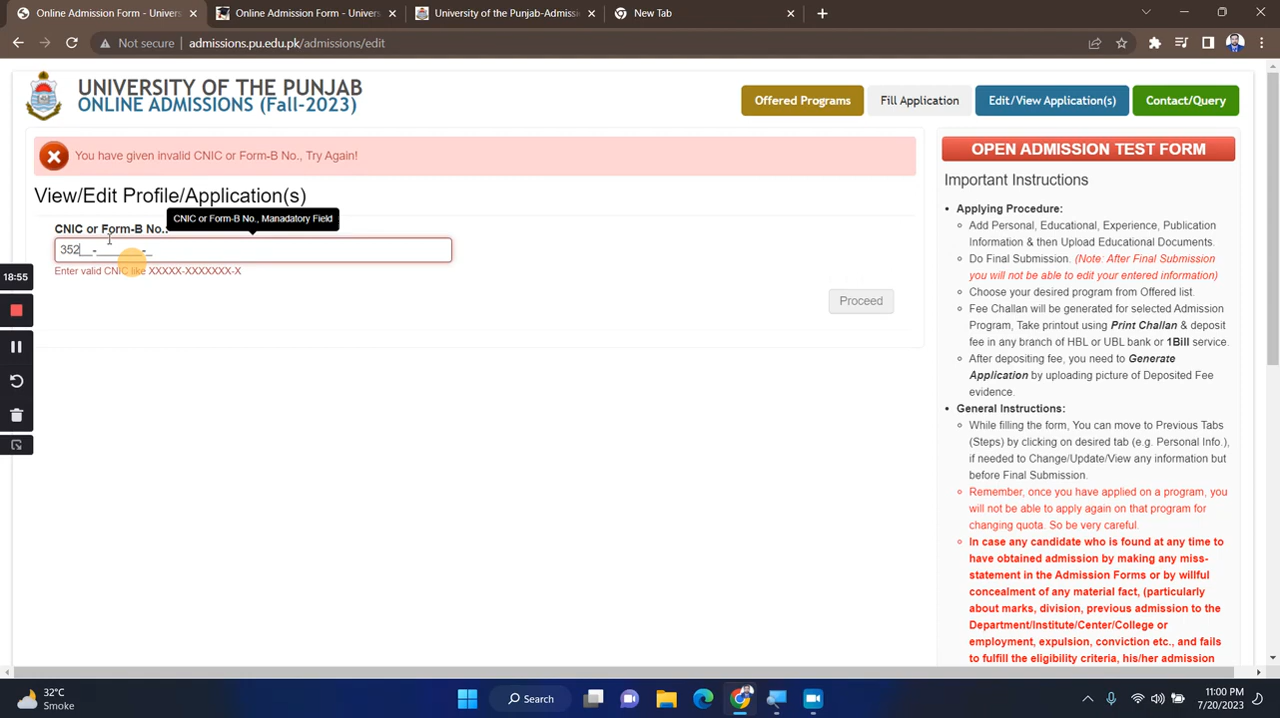 Online Admission Form - Univers
Online Admission Form - Univers
University of the Punjab-Admissi
New Tab
Not secure
admissions.pu.edu.pk/admissions/edit
UNIVERSITY OF THE PUNJAB
ONLINE ADMISSIONS (Fall-2023)
Offered Programs
Fill Application
Edit/View Application(s)
Contact/Query
You have given invalid CNIC or Form-B No., Try Again!
View/Edit Profile/Application(s)
CNIC or Form-B No., Manadatory Field
CNIC or Form-B No.:
352__-_______-_
Enter valid CNIC like XXXXX-XXXXXXX-X
Proceed
18:55
OPEN ADMISSION TEST FORM
Important Instructions
Applying Procedure:
Add Personal, Educational, Experience, Publication
Information & then Upload Educational Documents.
Do Final Submission. (Note: After Final Submission
you will not be able to edit your entered information)
Choose your desired program from Offered list.
Fee Challan will be generated for selected Admission
Program, Take printout using Print Challan & deposit
fee in any branch of HBL or UBL bank or 1Bill service.
After depositing fee, you need to Generate
Application by uploading picture of Deposited Fee
evidence.
General Instructions:
While filling the form, You can move to Previous Tabs
(Steps) by clicking on desired tab (e.g. Personal Info.),
if needed to Change/Update/View any information but
before Final Submission.
Remember, once you have applied on a program, you
will not be able to apply again on that program for
changing quota. So be very careful.
In case any candidate who is found at any time to
have obtained admission by making any miss-
statement in the Admission Forms or by willful
concealment of any material fact, (particularly
about marks, division, previous admission to the
Department/Institute/Center/College or
employment, expulsion, conviction etc., and fails
to fulfill the eligibility criteria, his/her admission
32°C
Smoke
Search
11:00 PM
7/20/2023